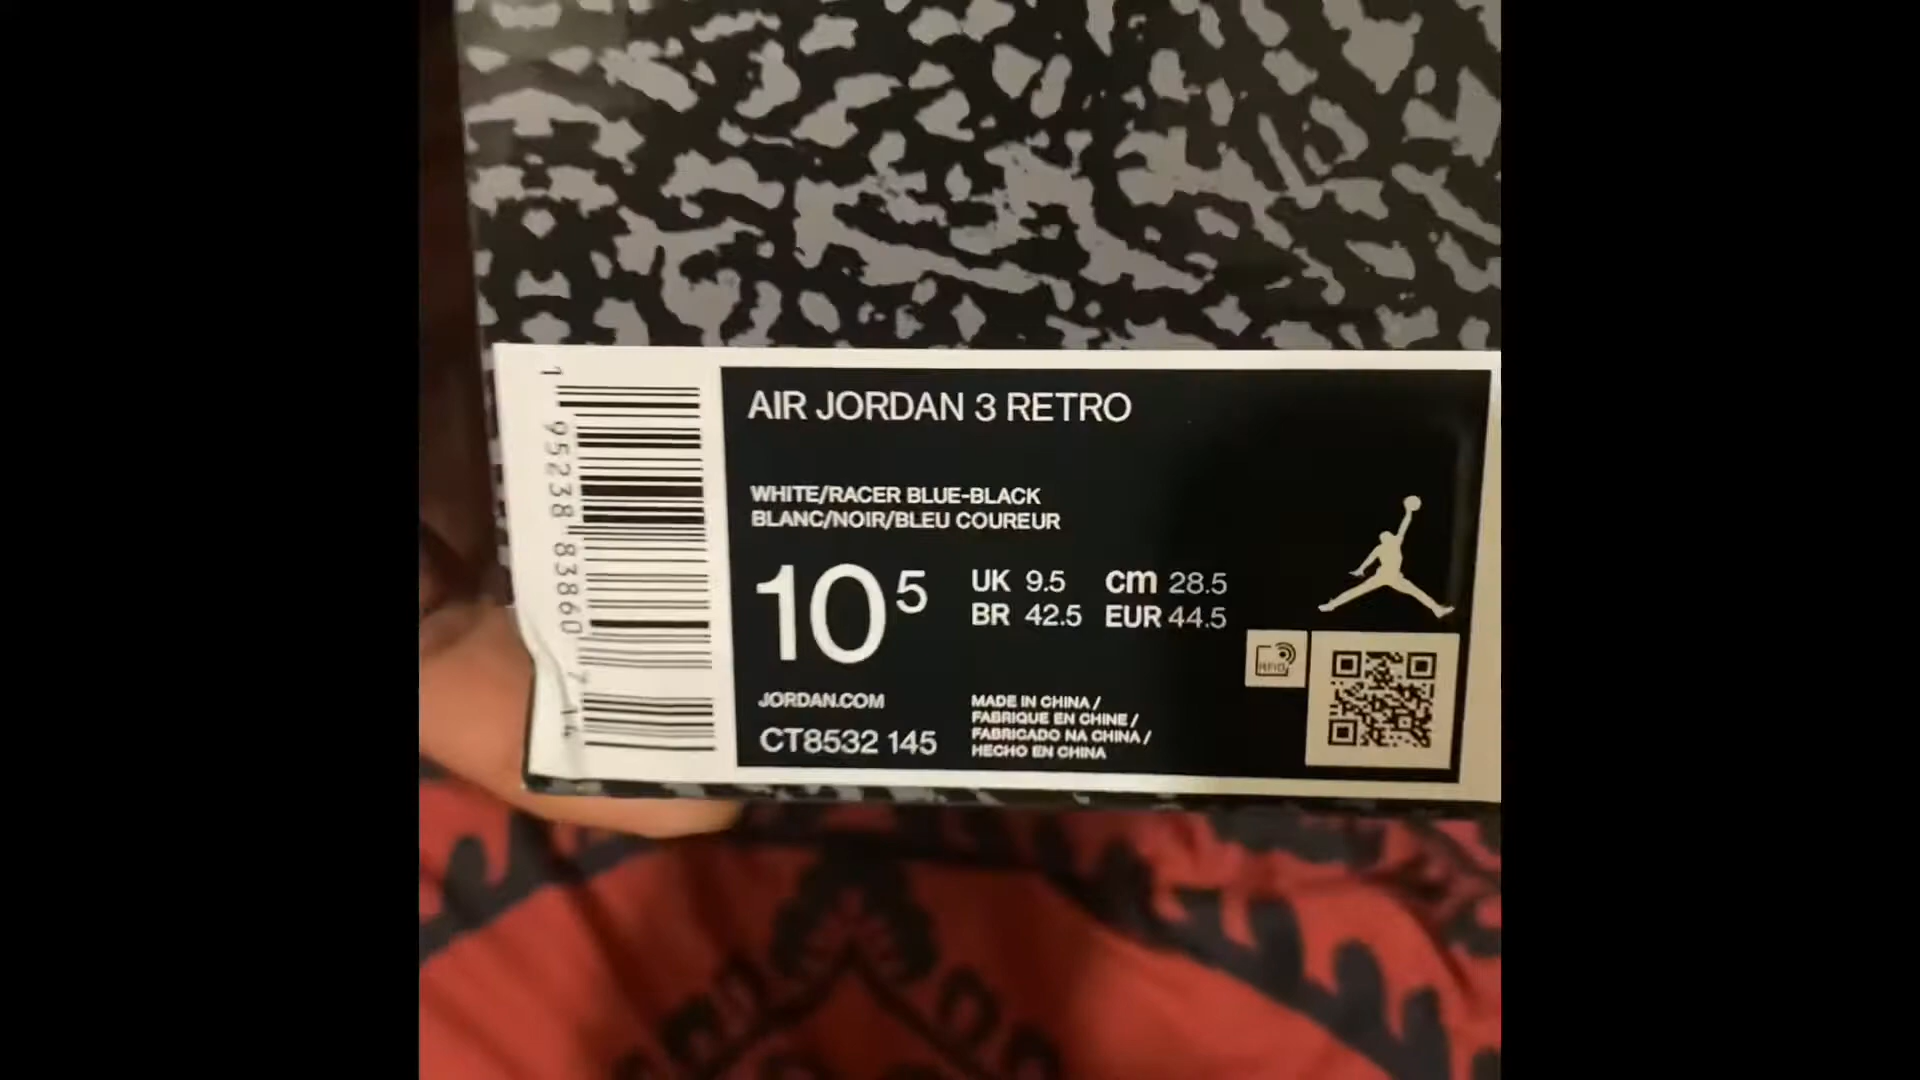 AIR JORDAN 3 RETRO
WHITE/RACER BLUE-BLACK
BLANC/NOIR/BLEU COUREUR
10 5
UK 9.5 cm 28.5
BR 42.5 EUR 44.5
JORDAN.COM
CT8532 145
MADE IN CHINA /
FABRIQUE EN CHINE /
FABRICADO NA CHINA /
HECHO EN CHINA
RFID
1 95238 83860 7 14